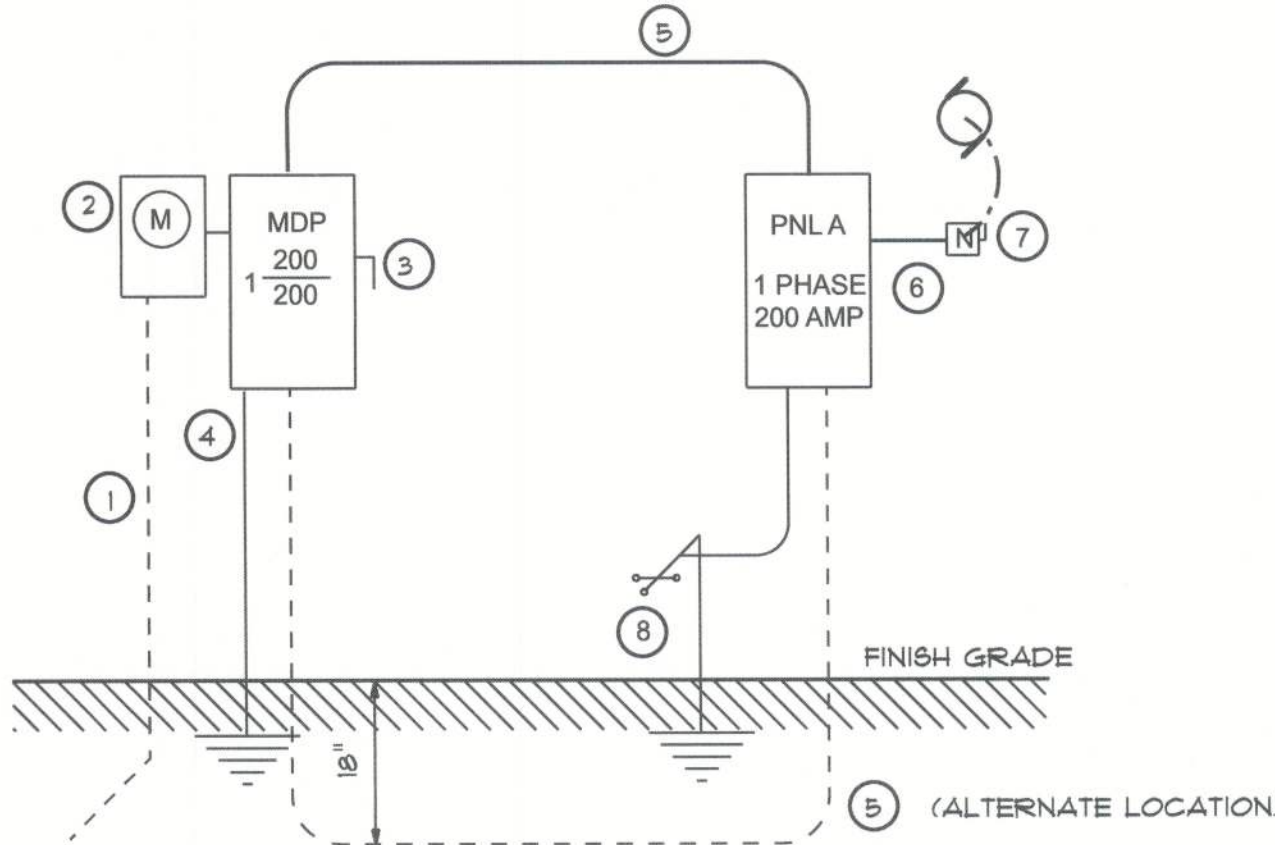 5
2
M
MDP
1 200
200
3
PNL A
1 PHASE
200 AMP
N
7
6
4
1
8
FINISH GRADE
18"
5 (ALTERNATE LOCATION.